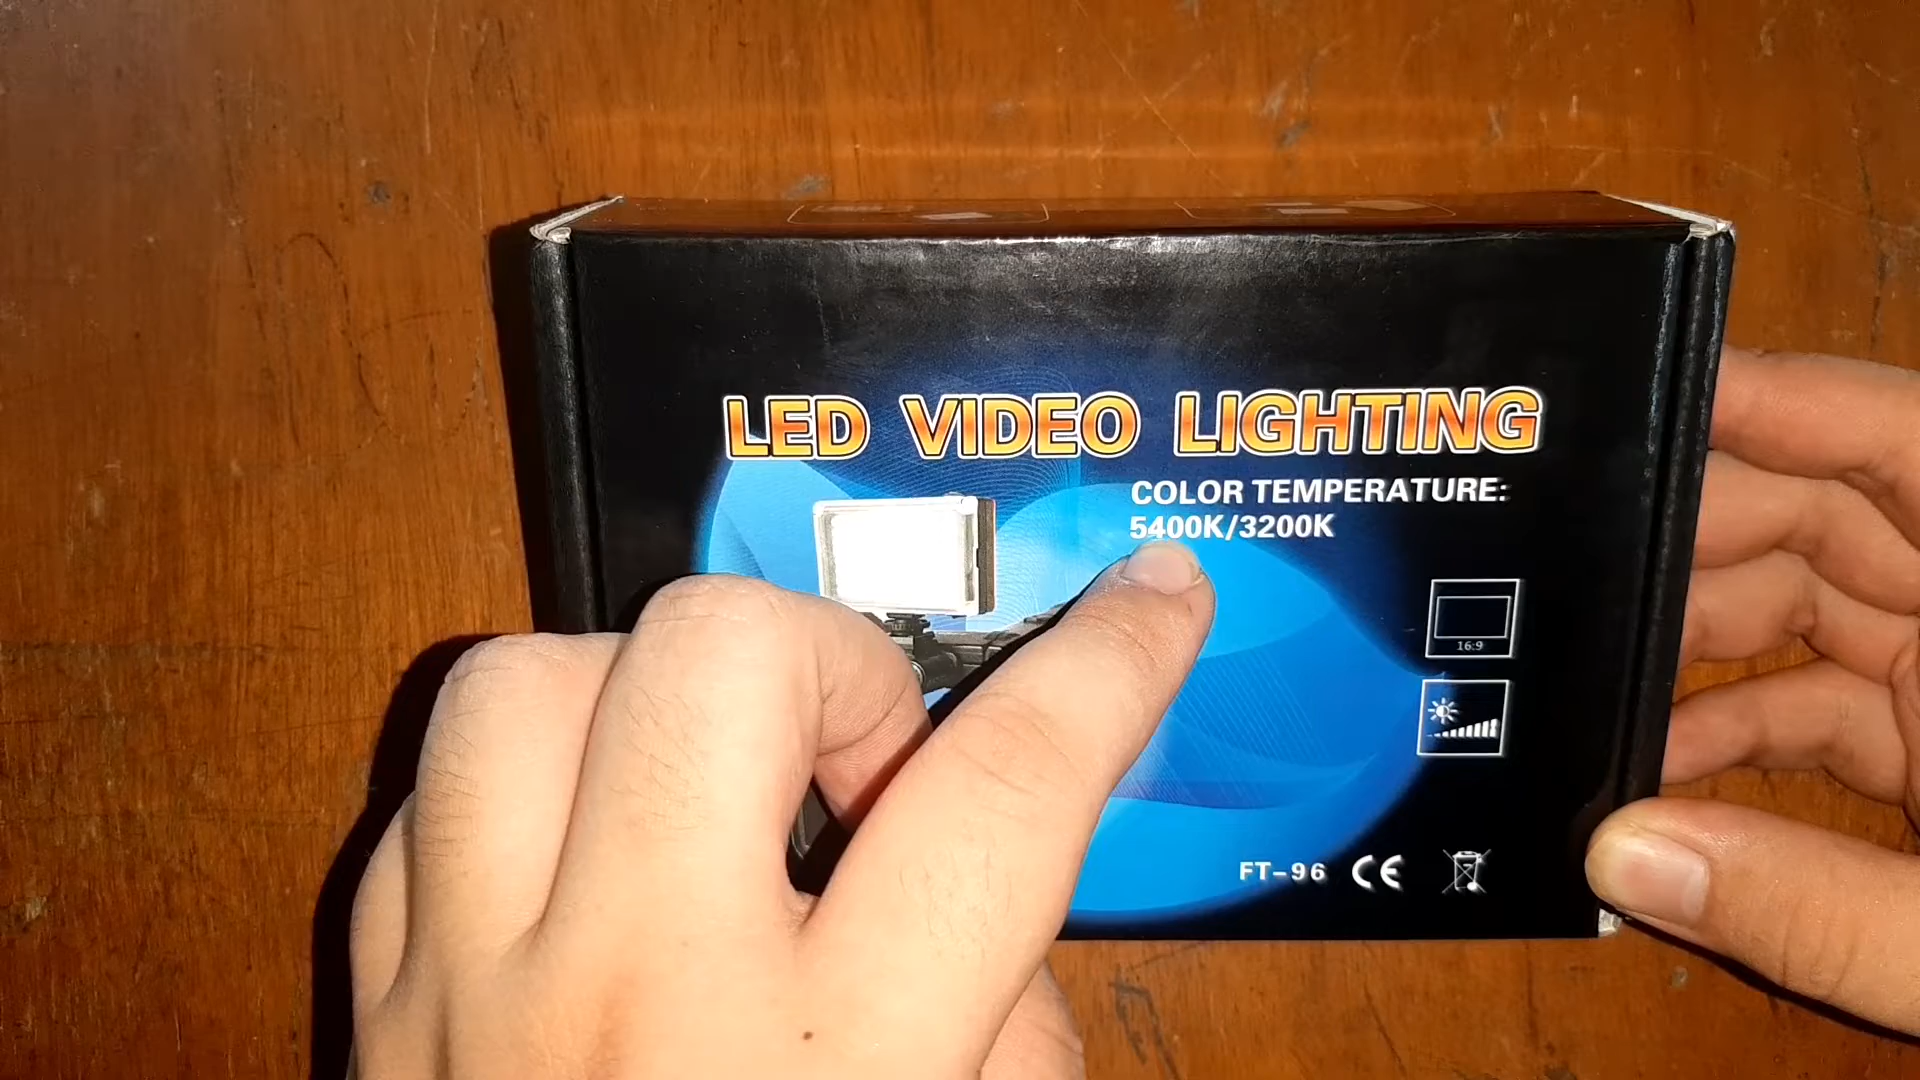 LED VIDEO LIGHTING
COLOR TEMPERATURE:
5400K/3200K
16:9
FT-96 CE